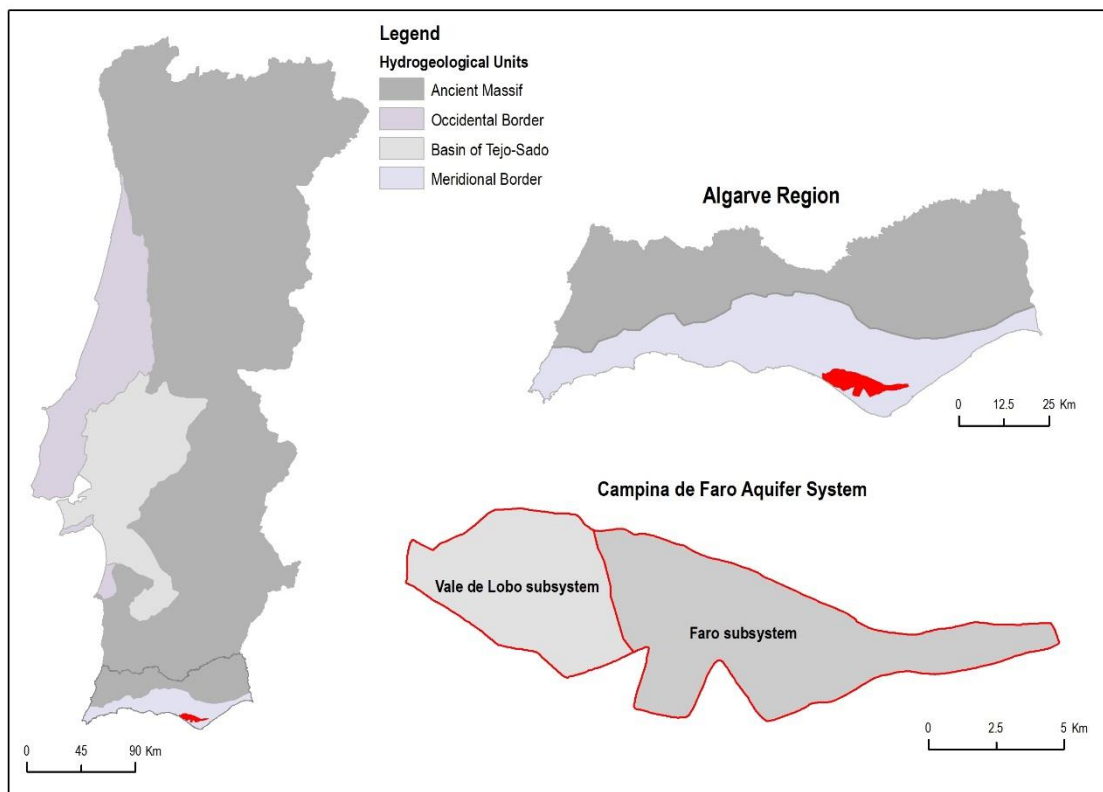 Legend
Hydrogeological Units
Ancient Massif
Occidental Border
Basin of Tejo-Sado
Meridional Border
0 45 90 Km
Algarve Region
0 12.5 25 Km
Campina de Faro Aquifer System
Vale de Lobo subsystem
Faro subsystem
0 2.5 5 Km